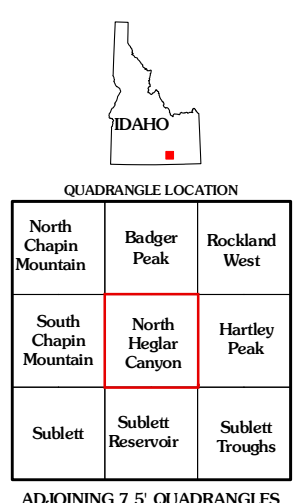 IDAHO
QUADRANGLE LOCATION
North
Chapin
Mountain
Badger
Peak
Rockland
West
South
Chapin
Mountain
North
Heglar
Canyon
Hartley
Peak
Sublett
Sublett
Reservoir
Sublett
Troughs
ADJOINING 7.5' QUADRANGLES